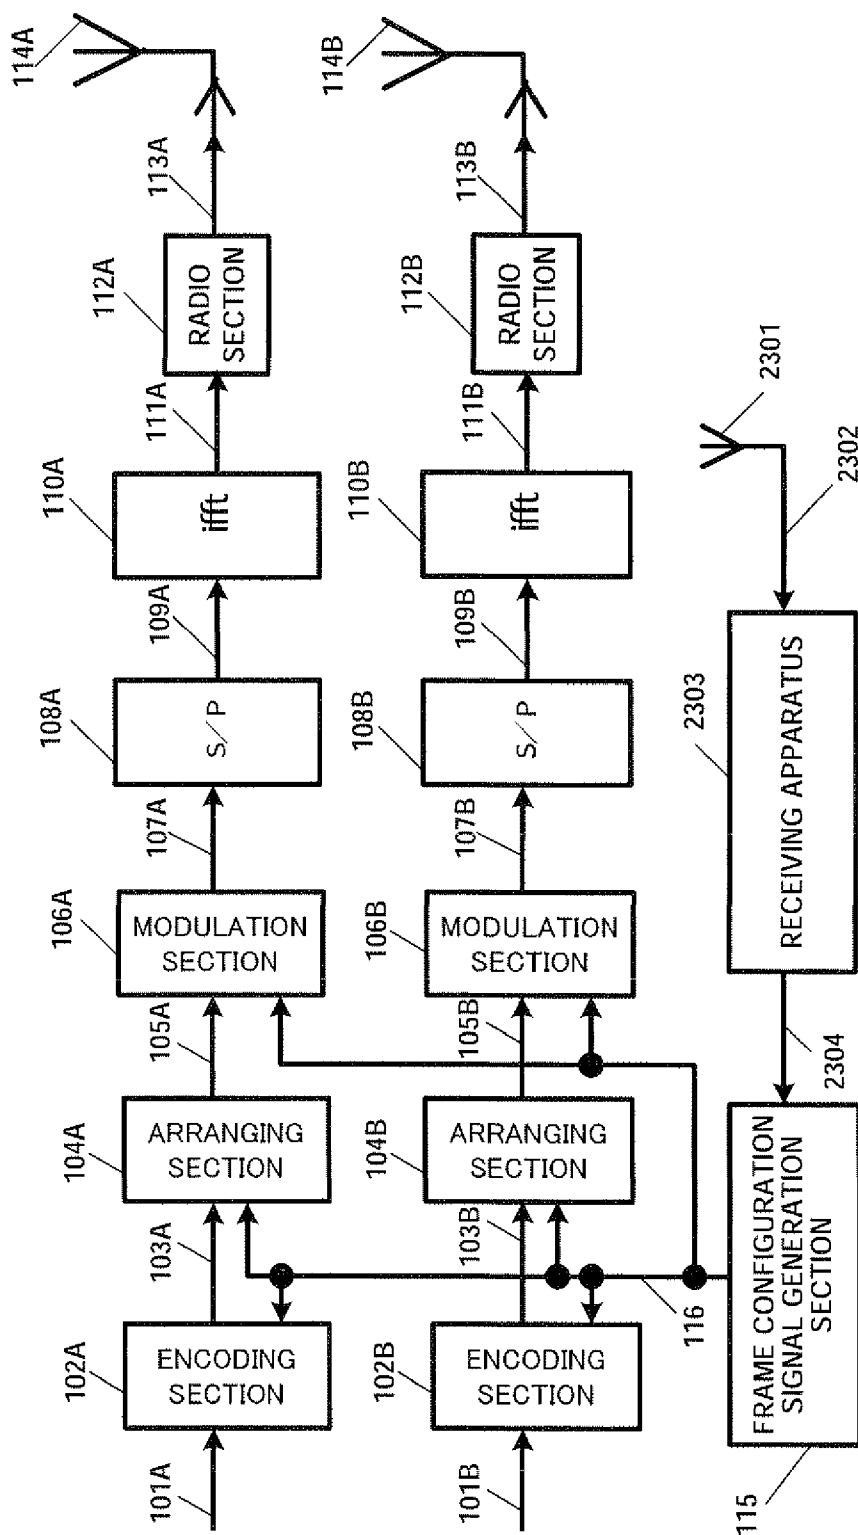 101A
102A
ENCODING
SECTION
103A
104A
ARRANGING
SECTION
105A
106A
MODULATION
SECTION
107A
108A
S/P
109A
110A
ifft
111A
112A
RADIO
SECTION
113A
114A
101B
102B
ENCODING
SECTION
103B
104B
ARRANGING
SECTION
105B
106B
MODULATION
SECTION
107B
108B
S/P
109B
110B
ifft
111B
112B
RADIO
SECTION
113B
114B
115
FRAME CONFIGURATION
SIGNAL GENERATION
SECTION
116
2304
2303
RECEIVING APPARATUS
2302
2301